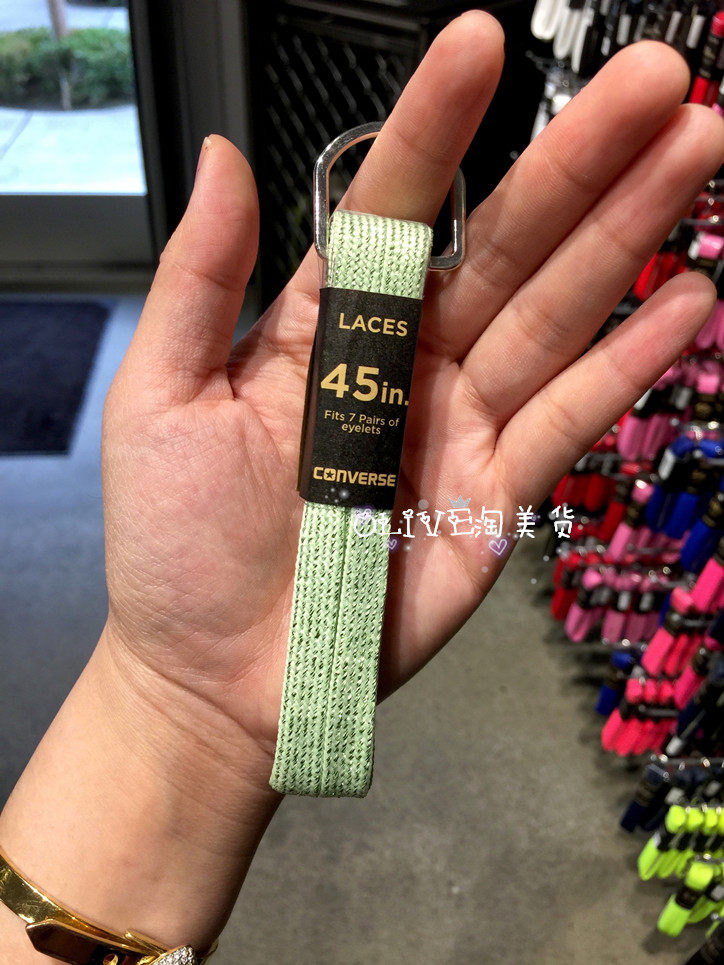 LACES
45in.
Fits 7 Pairs of
eyelets
CONVERSE
OLIVE淘美货